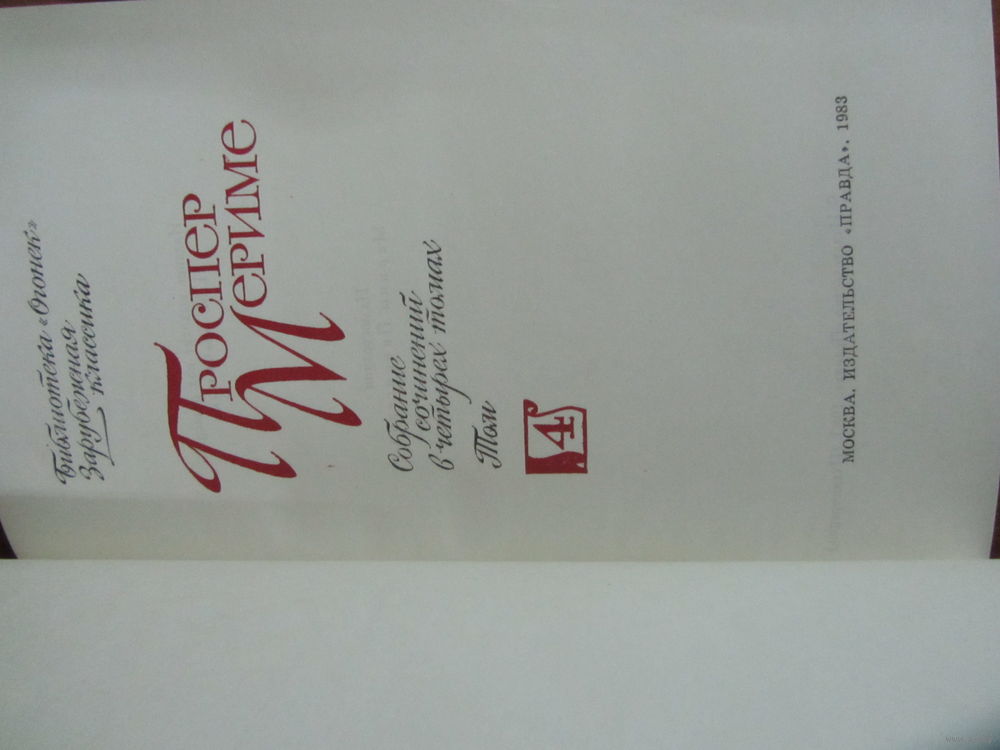 Библиотека «Огонек»
Зарубежная
классика
Проспер
Мериме
Собрание
сочинений
в четырех томах
Том
4
МОСКВА. ИЗДАТЕЛЬСТВО «ПРАВДА». 1983